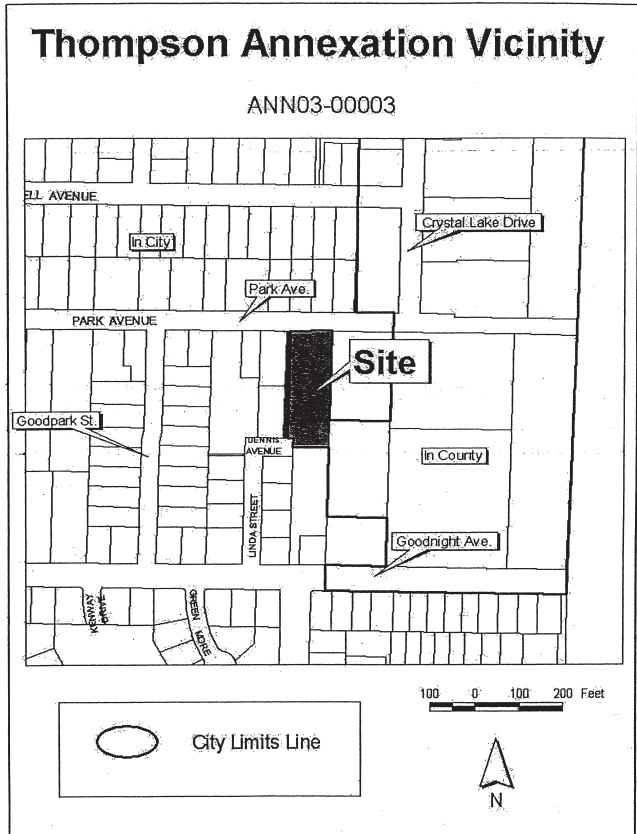 Thompson Annexation Vicinity
ANN03-00003
ELL AVENUE
Crystal Lake Drive
In City
Park Ave.
PARK AVENUE
Site
Goodpark St.
DENNIS
AVENUE
In County
LINDA STREET
Goodnight Ave.
KENWAY
DRIVE
GREEN MORE
100 0 100 200 Feet
City Limits Line
N